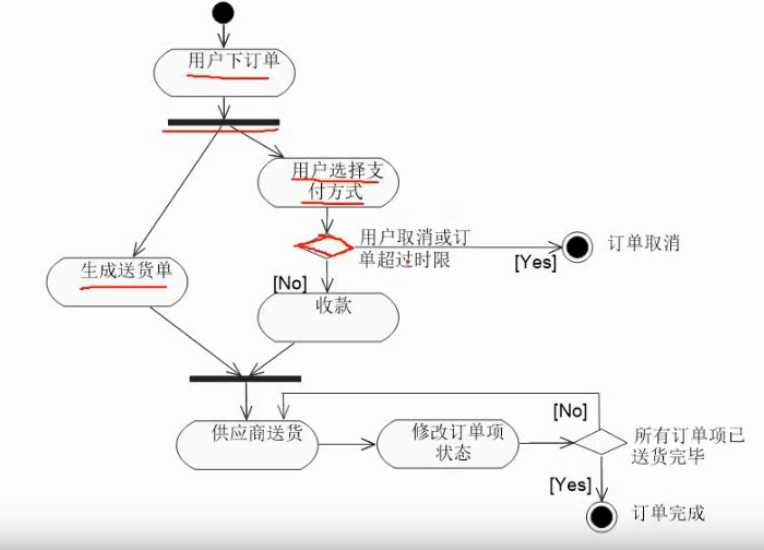 用户下订单
用户选择支
付方式
用户取消或订
单超过时限
[Yes]
订单取消
生成送货单
[No]
收款
[No]
供应商送货
修改订单项
状态
所有订单项已
送货完毕
[Yes]
订单完成